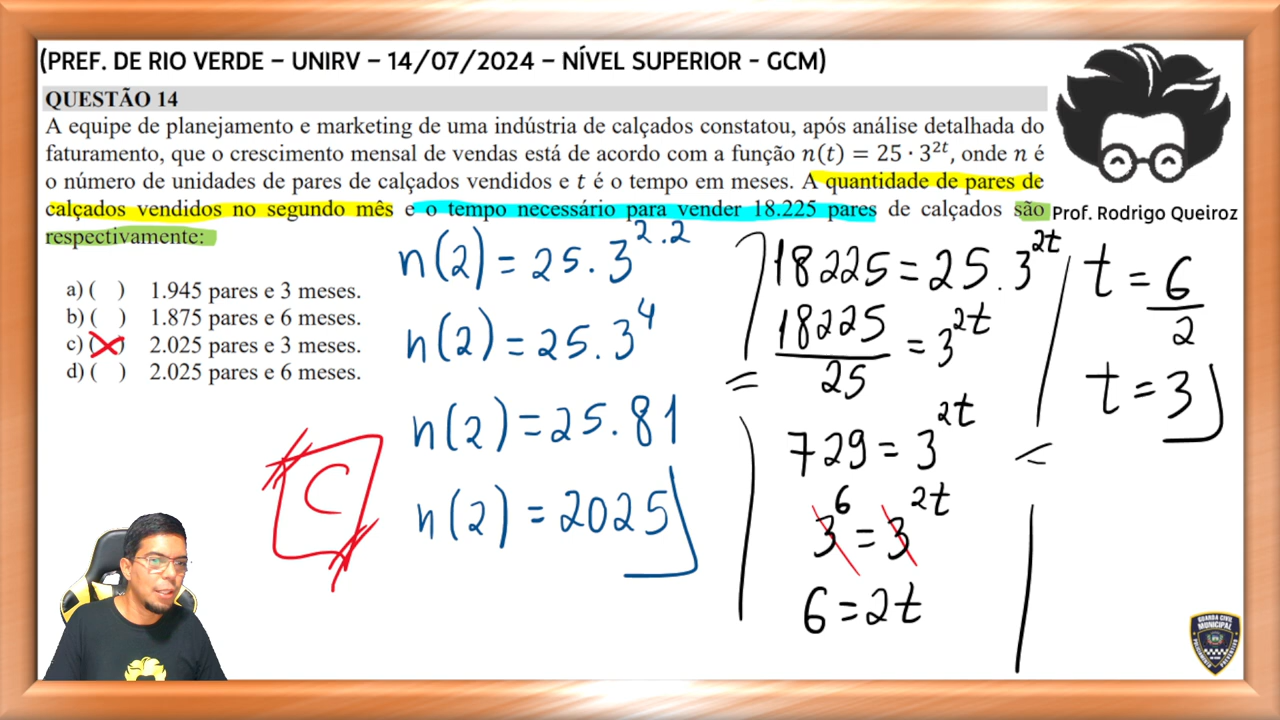 (PREF. DE RIO VERDE – UNIRV – 14/07/2024 – NÍVEL SUPERIOR - GCM)
QUESTÃO 14
A equipe de planejamento e marketing de uma indústria de calçados constatou, após análise detalhada do
faturamento, que o crescimento mensal de vendas está de acordo com a função n(t) = 25 · 3^{2t}, onde n é
o número de unidades de pares de calçados vendidos e t é o tempo em meses. A quantidade de pares de
calçados vendidos no segundo mês e o tempo necessário para vender 18.225 pares de calçados são
respectivamente:
a) ( ) 1.945 pares e 3 meses.
b) ( ) 1.875 pares e 6 meses.
c) (X) 2.025 pares e 3 meses.
d) ( ) 2.025 pares e 6 meses.
Prof. Rodrigo Queiroz
n(2) = 25 . 3^{2.2}
n(2) = 25 . 3^4
n(2) = 25 . 81
n(2) = 2025
C
=
18225 = 25 . 3^{2t}
18225/25 = 3^{2t}
729 = 3^{2t}
3^6 = 3^{2t}
6 = 2t
=
t = 6/2
t = 3
GUARDA CIVIL
MUNICIPAL